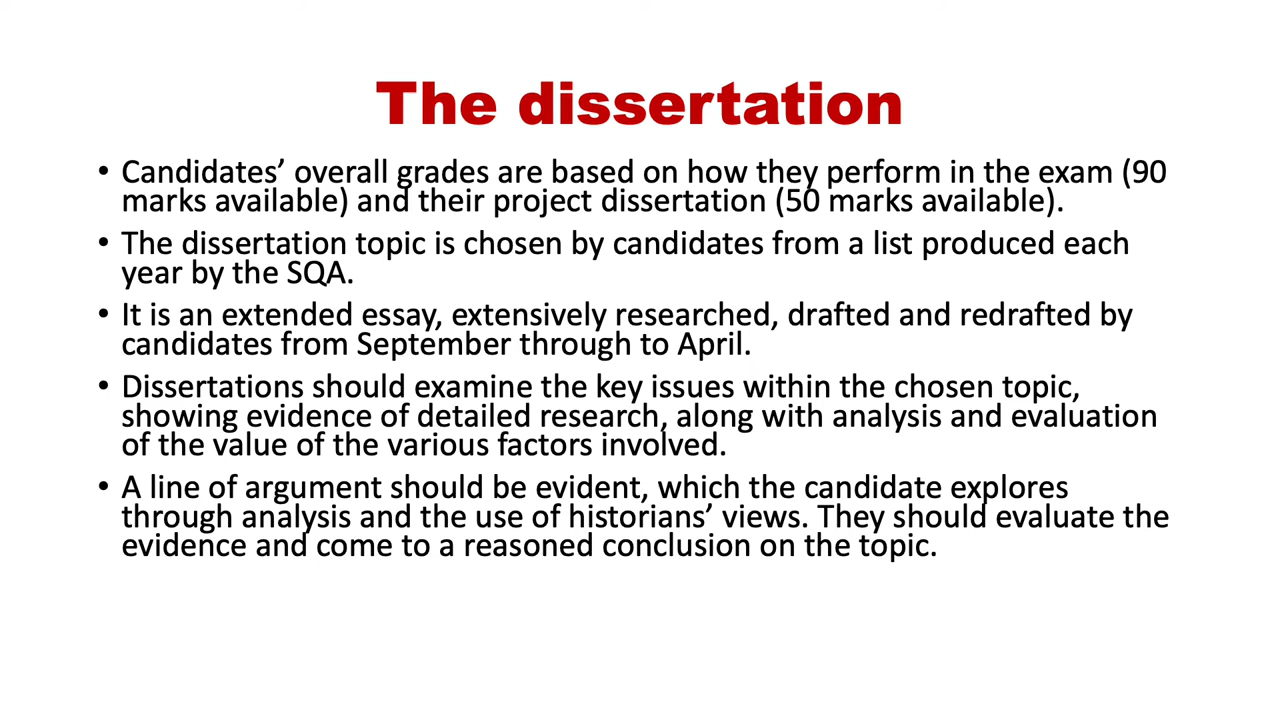 The dissertation
• Candidates’ overall grades are based on how they perform in the exam (90
marks available) and their project dissertation (50 marks available).
• The dissertation topic is chosen by candidates from a list produced each
year by the SQA.
• It is an extended essay, extensively researched, drafted and redrafted by
candidates from September through to April.
• Dissertations should examine the key issues within the chosen topic,
showing evidence of detailed research, along with analysis and evaluation
of the value of the various factors involved.
• A line of argument should be evident, which the candidate explores
through analysis and the use of historians’ views. They should evaluate the
evidence and come to a reasoned conclusion on the topic.